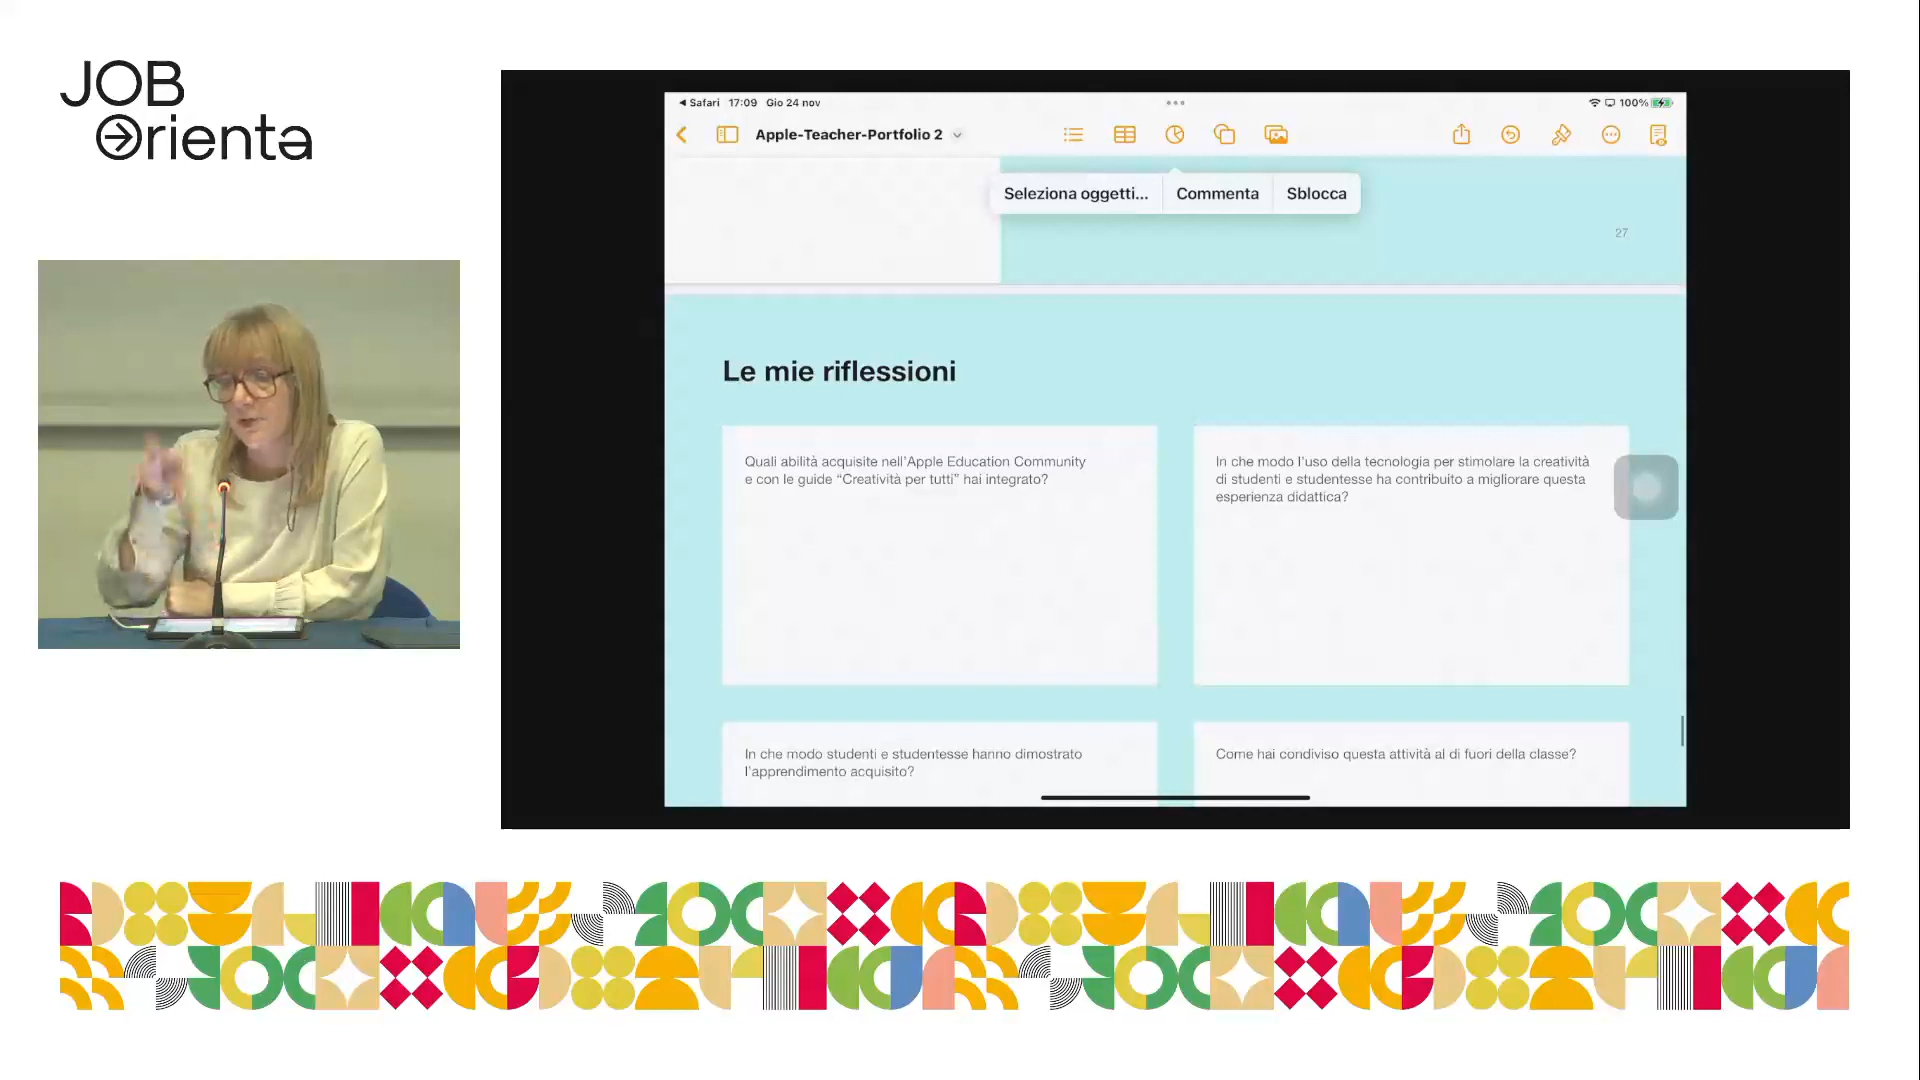 JOB
Orienta
Safari 17:09 Gio 24 nov
100%
Apple-Teacher-Portfolio 2
Seleziona oggetti...
Commenta
Sblocca
27
Le mie riflessioni
Quali abilità acquisite nell'Apple Education Community
e con le guide “Creatività per tutti” hai integrato?
In che modo l'uso della tecnologia per stimolare la creatività
di studenti e studentesse ha contribuito a migliorare questa
esperienza didattica?
In che modo studenti e studentesse hanno dimostrato
l'apprendimento acquisito?
Come hai condiviso questa attività al di fuori della classe?